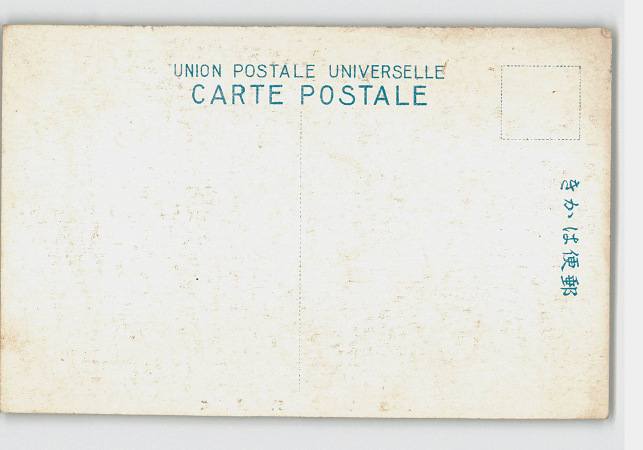 UNION POSTALE UNIVERSELLE
CARTE POSTALE
郵便はかき